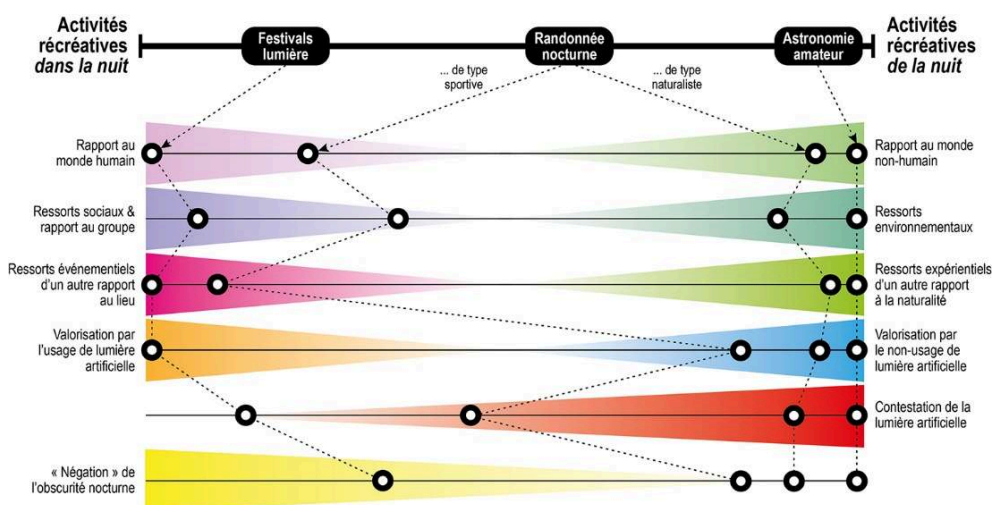 Activités
récréatives
dans la nuit
Festivals
lumière
Randonnée
nocturne
Astronomie
amateur
Activités
récréatives
de la nuit
... de type
sportive
... de type
naturaliste
Rapport au
monde humain
Rapport au monde
non-humain
Ressorts sociaux &
rapport au groupe
Ressorts
environnementaux
Ressorts événementiels
d'un autre rapport
au lieu
Ressorts expérientiels
d'un autre rapport
à la naturalité
Valorisation par
l'usage de lumière
artificielle
Valorisation par
le non-usage de
lumière artificielle
Contestation de la
lumière artificielle
« Négation » de
l'obscurité nocturne